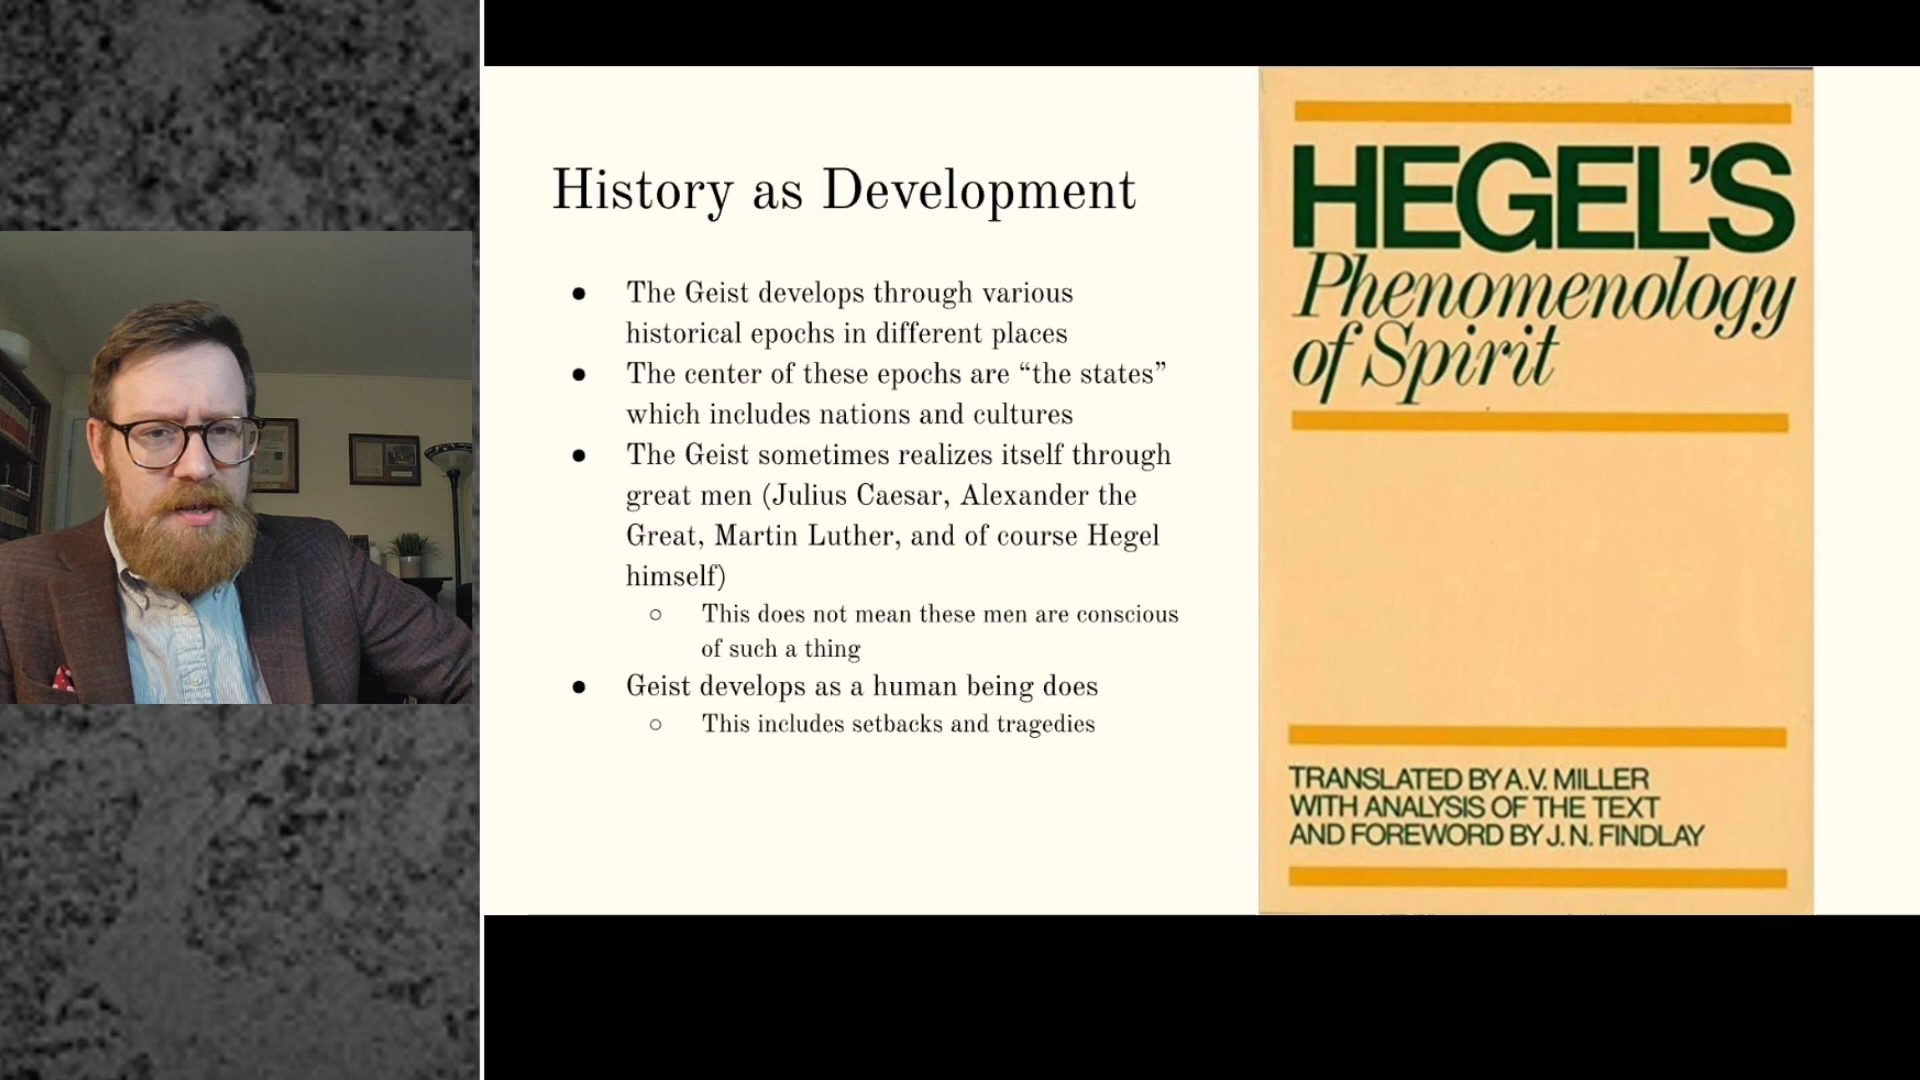 History as Development
● The Geist develops through various
historical epochs in different places
● The center of these epochs are “the states”
which includes nations and cultures
● The Geist sometimes realizes itself through
great men (Julius Caesar, Alexander the
Great, Martin Luther, and of course Hegel
himself)
○ This does not mean these men are conscious
of such a thing
● Geist develops as a human being does
○ This includes setbacks and tragedies
HEGEL’S
Phenomenology
of Spirit
TRANSLATED BY A.V. MILLER
WITH ANALYSIS OF THE TEXT
AND FOREWORD BY J. N. FINDLAY